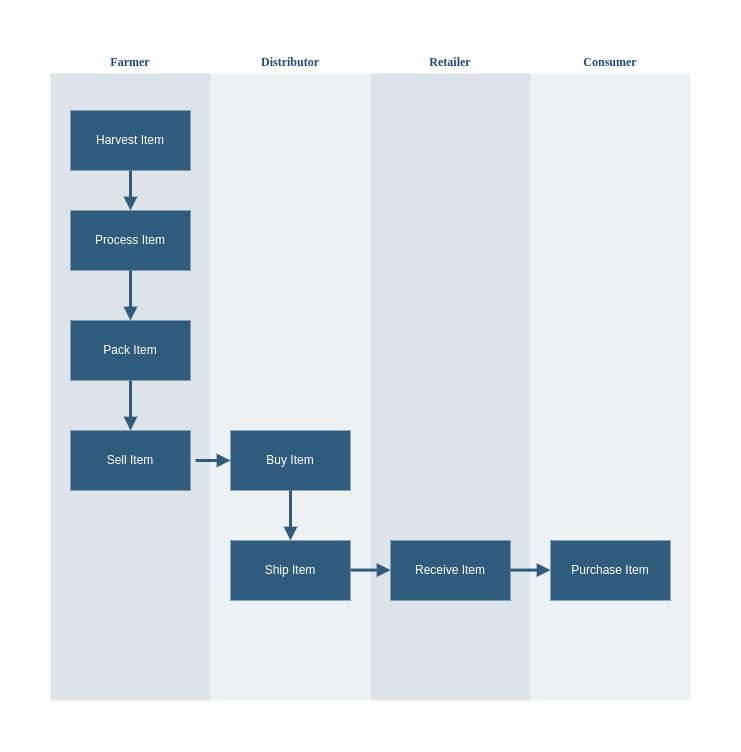 Farmer
Distributor
Retailer
Consumer
Harvest Item
Process Item
Pack Item
Sell Item
Buy Item
Ship Item
Receive Item
Purchase Item